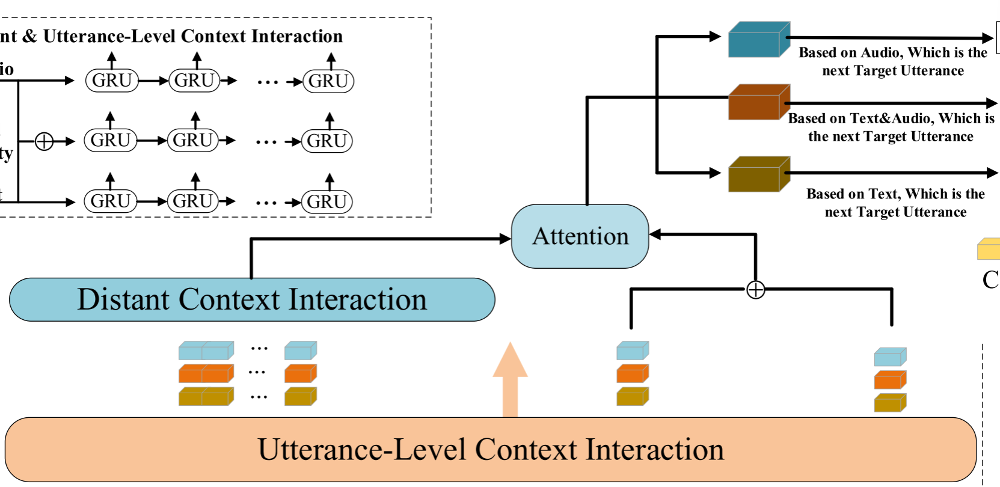 nt & Utterance-Level Context Interaction
io
GRU GRU ... GRU
GRU GRU ... GRU
ty
GRU GRU ... GRU
t
Based on Audio, Which is the
next Target Utterance
Based on Text&Audio, Which is
the next Target Utterance
Based on Text, Which is the
next Target Utterance
Attention
C
Distant Context Interaction
...
...
...
Utterance-Level Context Interaction